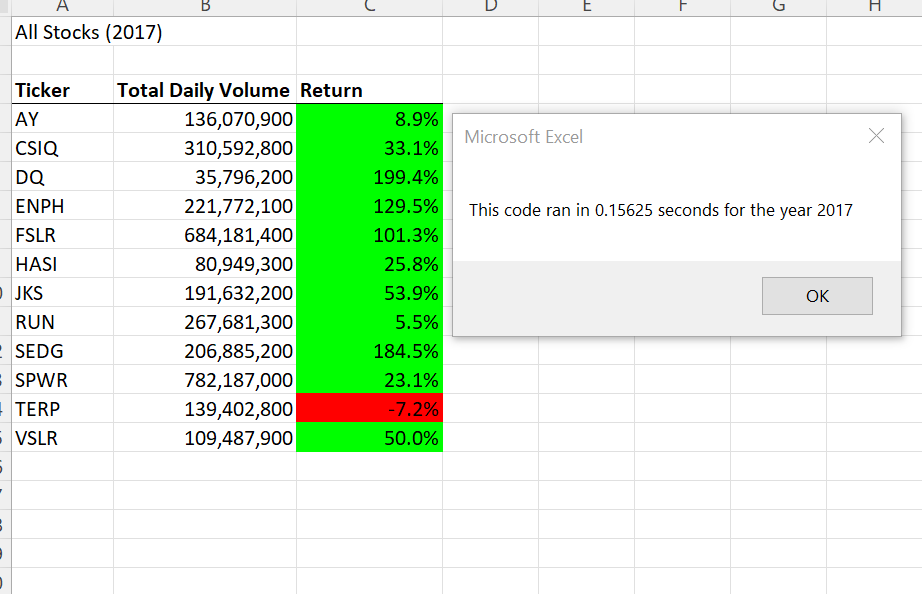 A B C D E F G H
All Stocks (2017)
Ticker Total Daily Volume Return
AY 136,070,900 8.9%
CSIQ 310,592,800 33.1%
DQ 35,796,200 199.4%
ENPH 221,772,100 129.5%
FSLR 684,181,400 101.3%
HASI 80,949,300 25.8%
JKS 191,632,200 53.9%
RUN 267,681,300 5.5%
SEDG 206,885,200 184.5%
SPWR 782,187,000 23.1%
TERP 139,402,800 -7.2%
VSLR 109,487,900 50.0%
Microsoft Excel
This code ran in 0.15625 seconds for the year 2017
OK